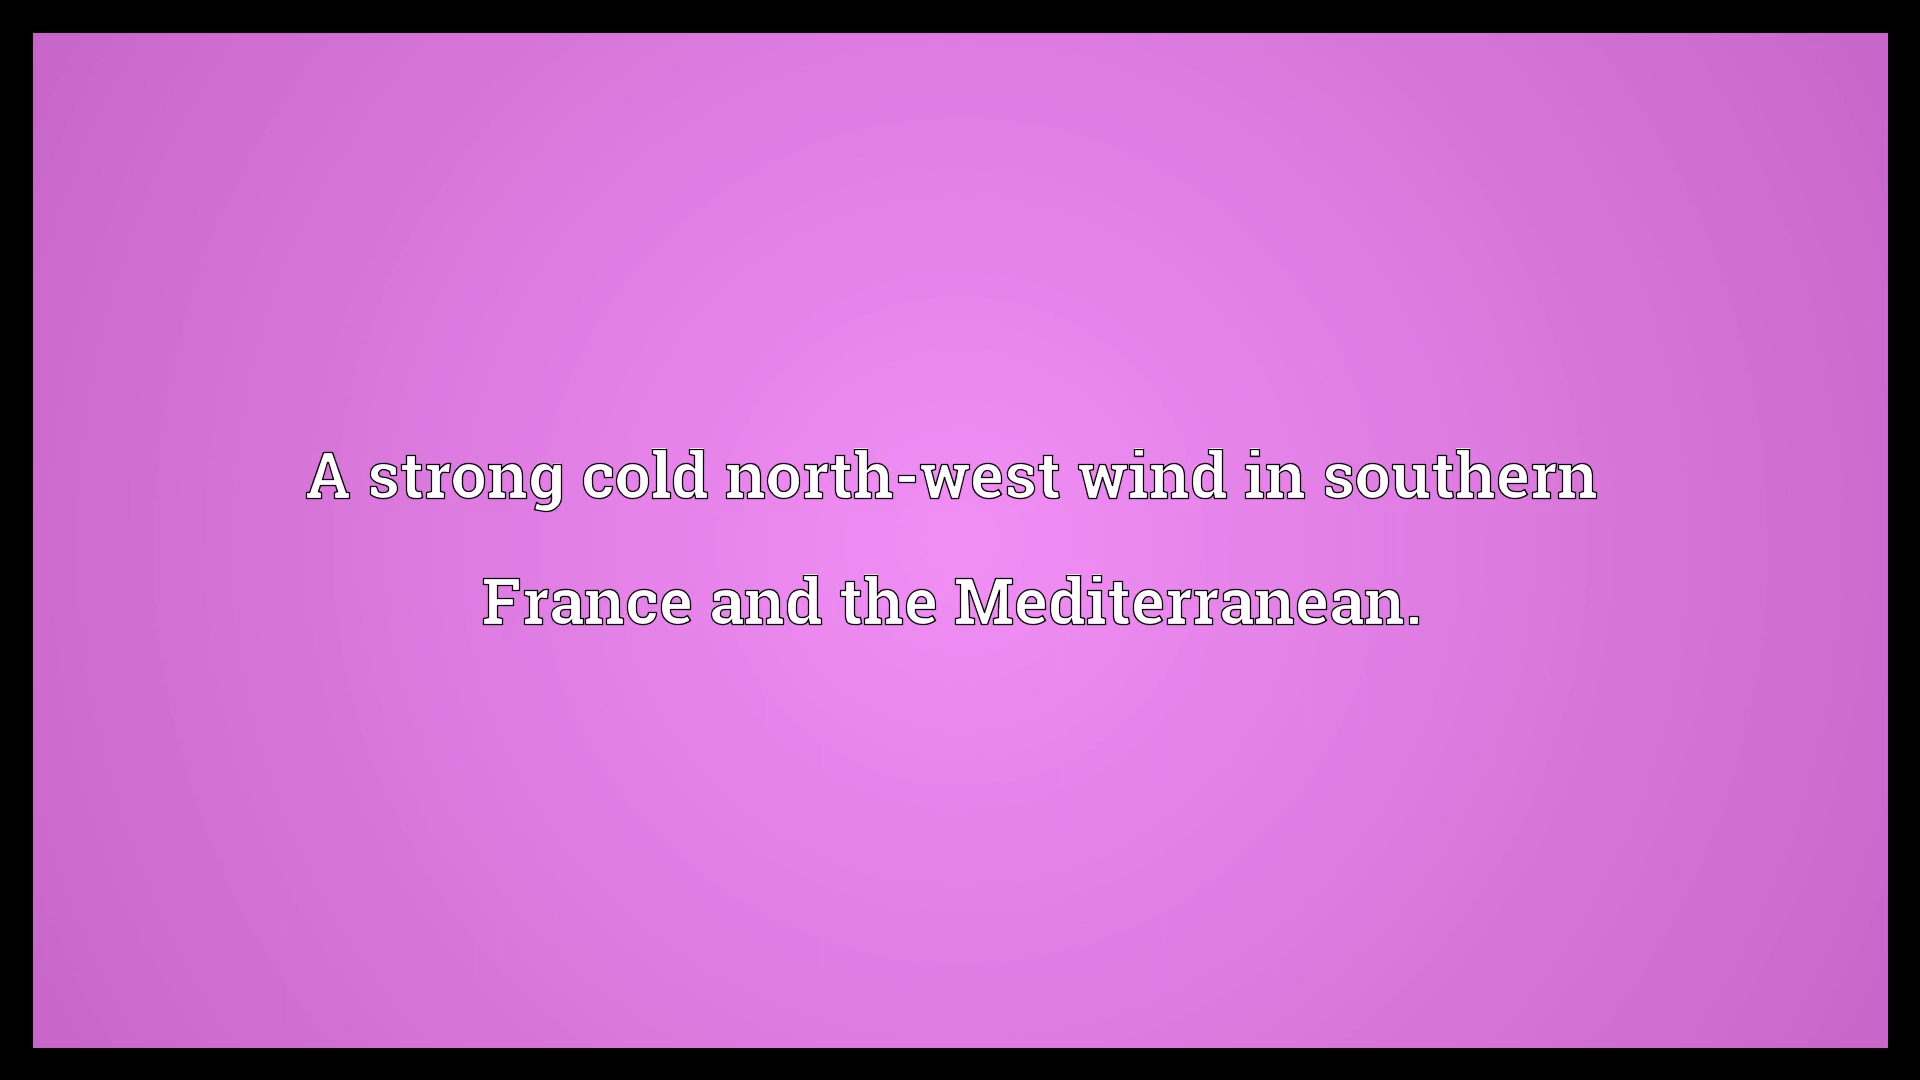 A strong cold north-west wind in southern
France and the Mediterranean.